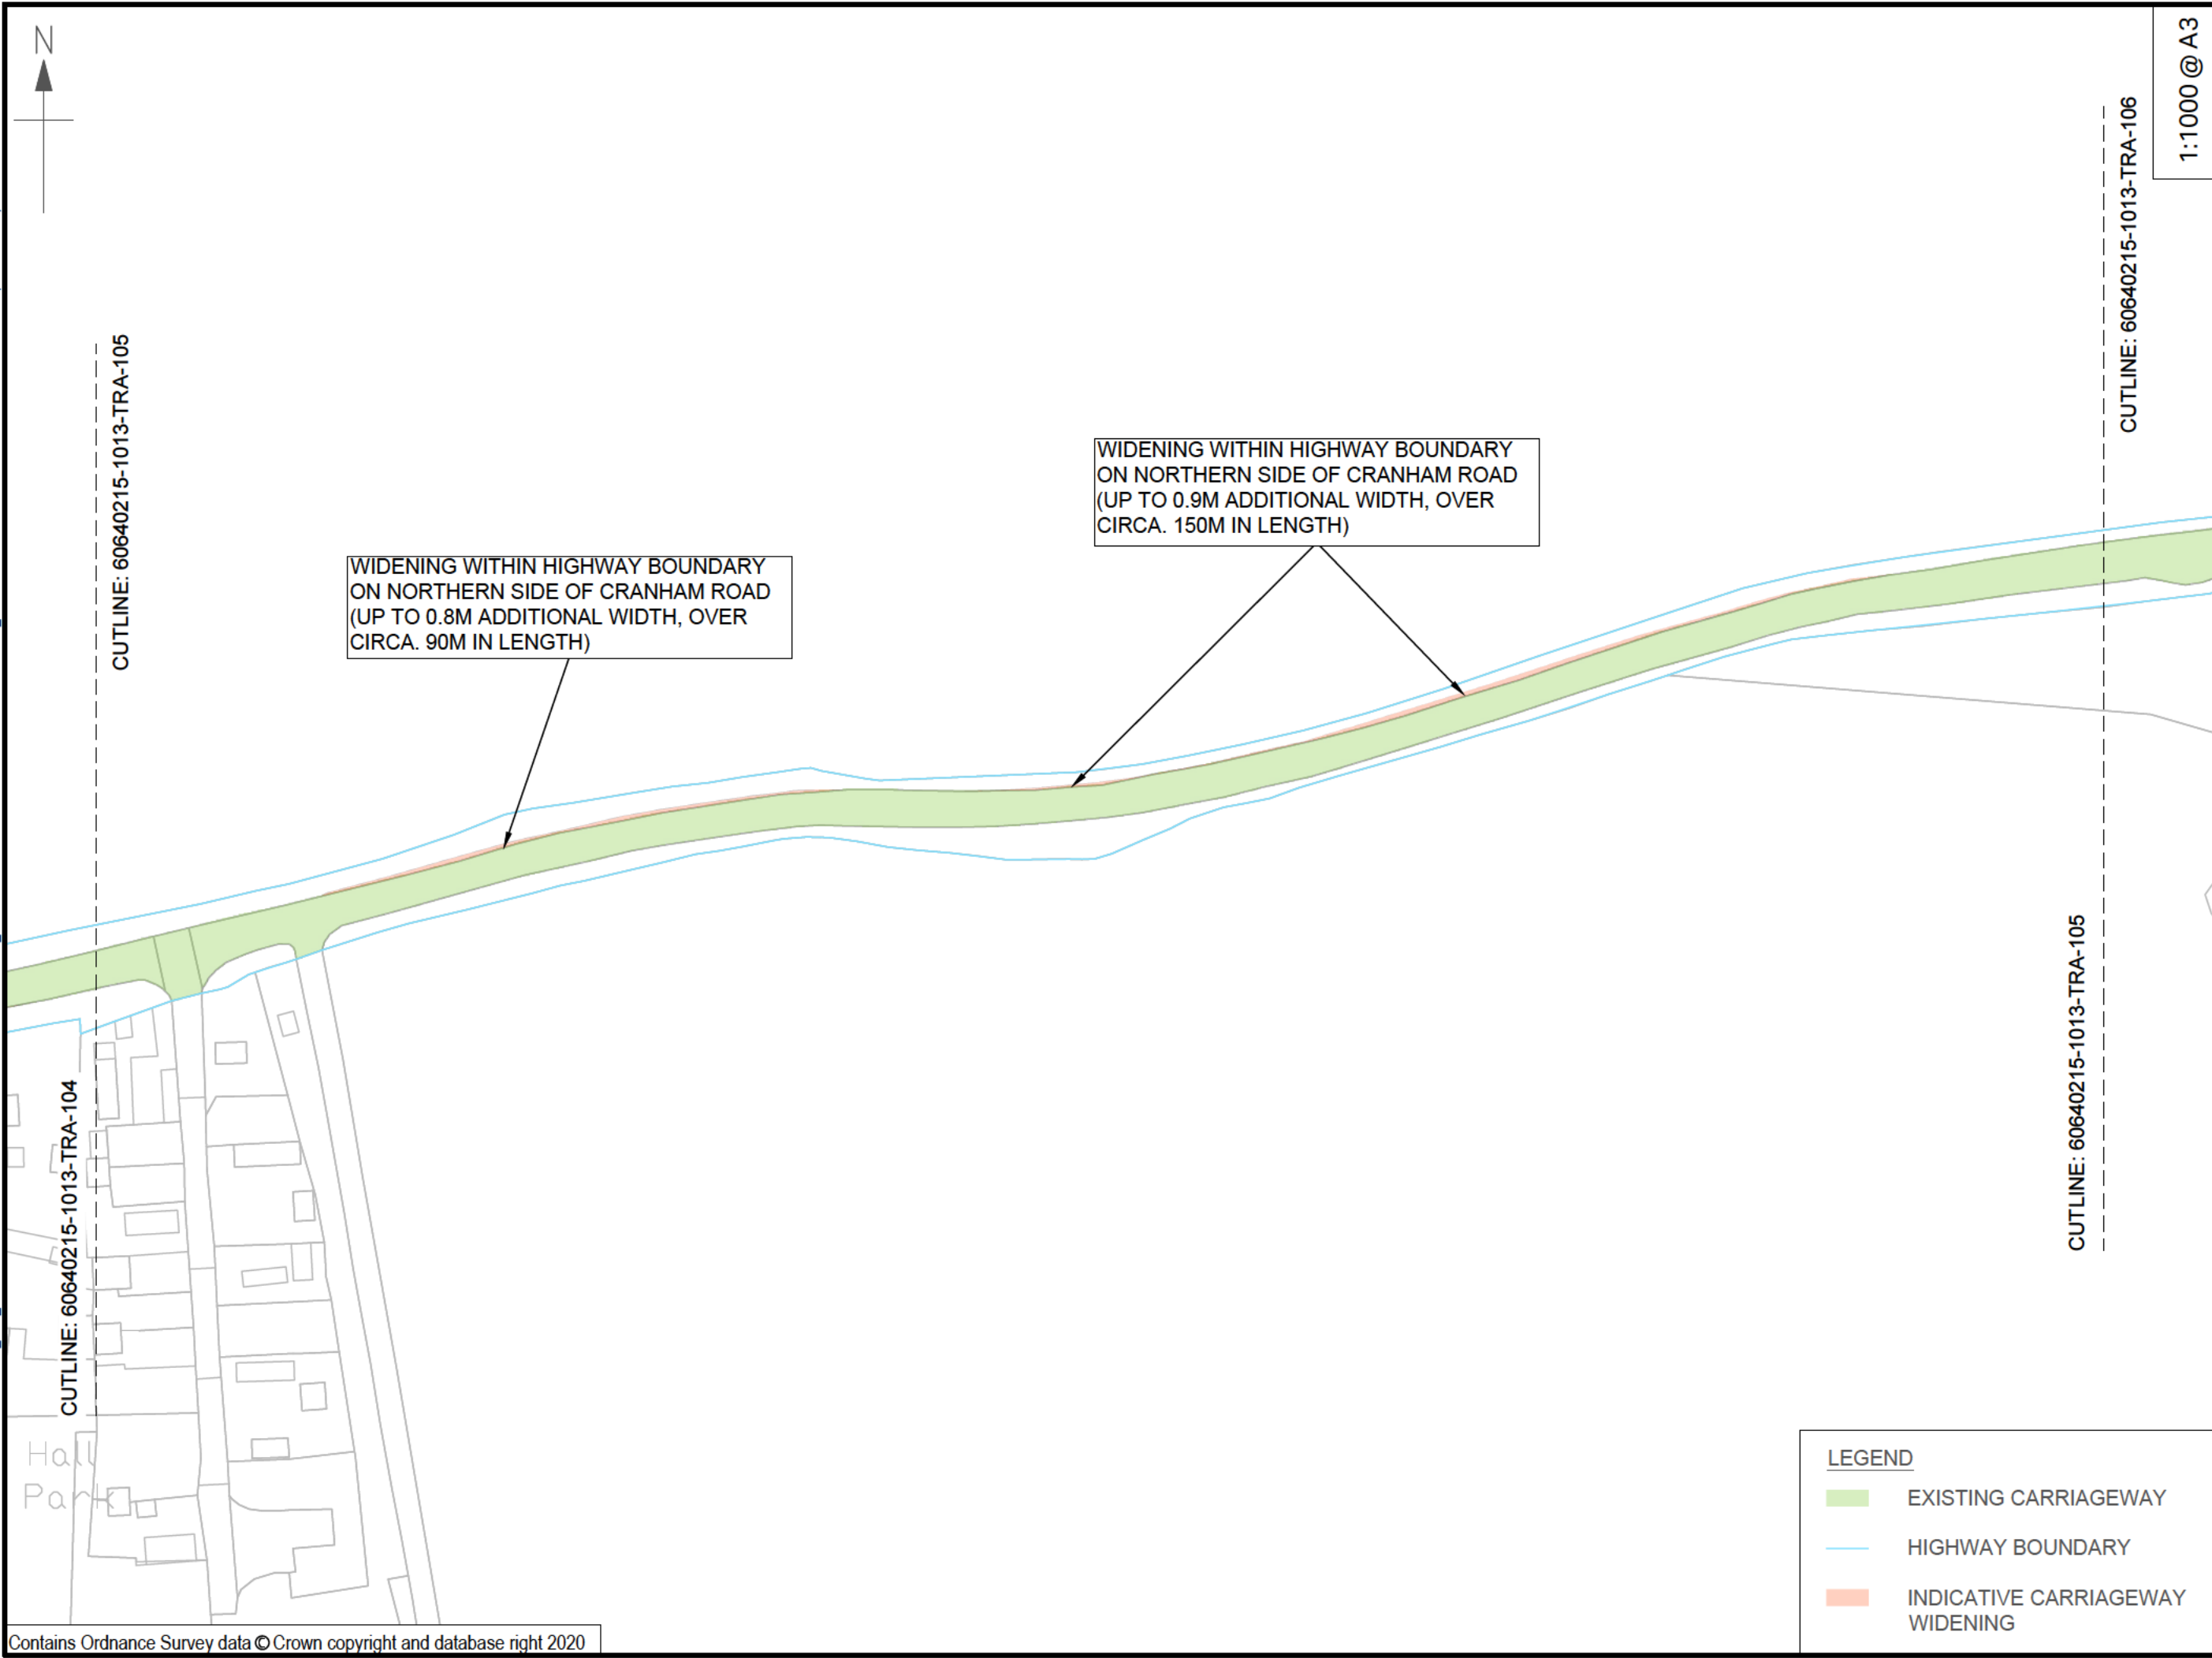 N
1:1000 @ A3
CUTLINE: 60640215-1013-TRA-106
CUTLINE: 60640215-1013-TRA-105
WIDENING WITHIN HIGHWAY BOUNDARY
ON NORTHERN SIDE OF CRANHAM ROAD
(UP TO 0.9M ADDITIONAL WIDTH, OVER
CIRCA. 150M IN LENGTH)
WIDENING WITHIN HIGHWAY BOUNDARY
ON NORTHERN SIDE OF CRANHAM ROAD
(UP TO 0.8M ADDITIONAL WIDTH, OVER
CIRCA. 90M IN LENGTH)
CUTLINE: 60640215-1013-TRA-105
CUTLINE: 60640215-1013-TRA-104
Hall
Park
LEGEND
EXISTING CARRIAGEWAY
HIGHWAY BOUNDARY
INDICATIVE CARRIAGEWAY
WIDENING
Contains Ordnance Survey data © Crown copyright and database right 2020